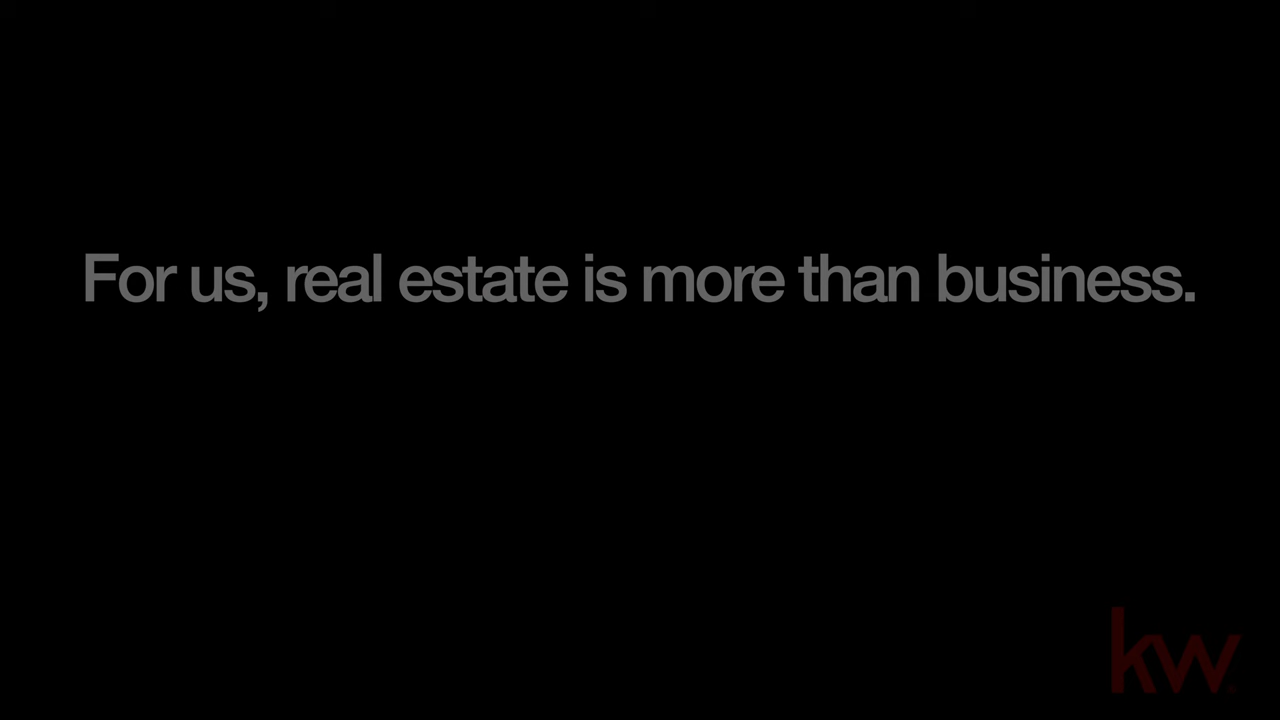 For us, real estate is more than business.
kw